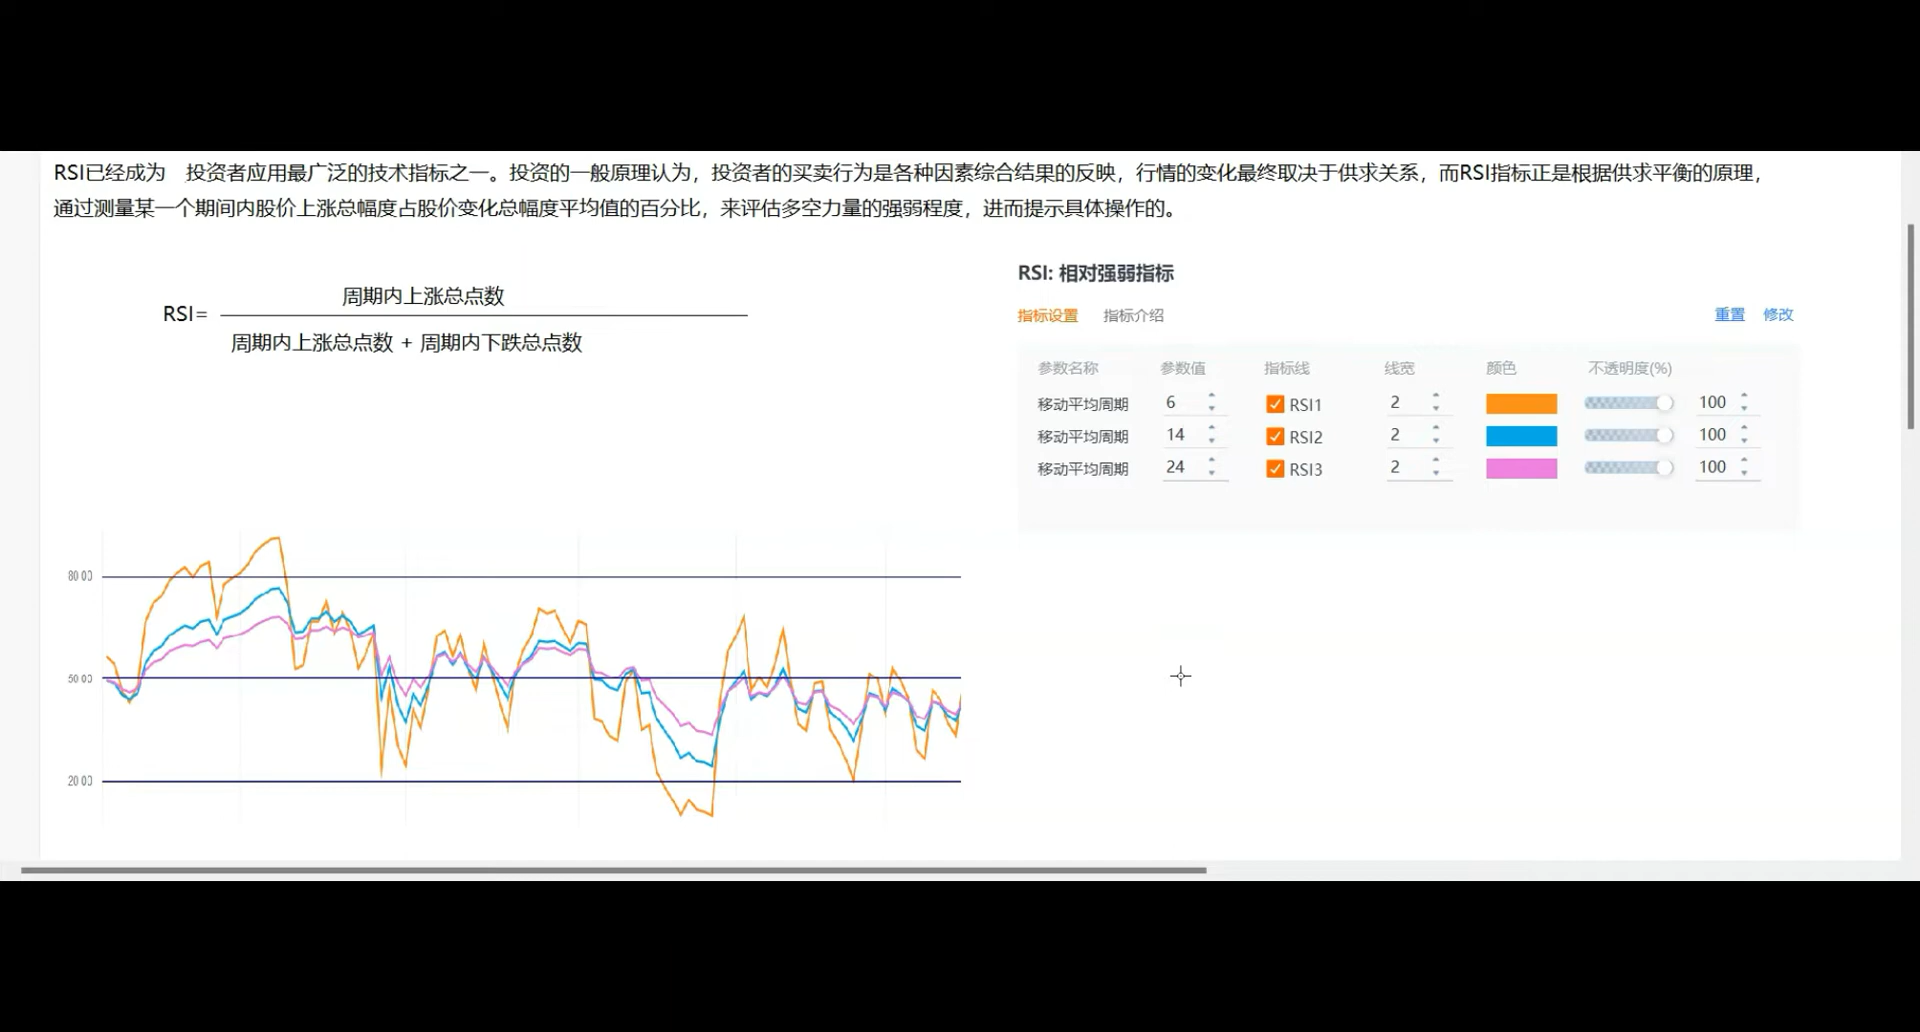 RSI已经成为 投资者应用最广泛的技术指标之一。投资的一般原理认为，投资者的买卖行为是各种因素综合结果的反映，行情的变化最终取决于供求关系，而RSI指标正是根据供求平衡的原理，
通过测量某一个期间内股价上涨总幅度占股价变化总幅度平均值的百分比，来评估多空力量的强弱程度，进而提示具体操作的。
RSI: 相对强弱指标
周期内上涨总点数
RSI=
周期内上涨总点数 + 周期内下跌总点数
指标设置 指标介绍 重置 修改
参数名称 参数值 指标线 线宽 颜色 不透明度(%)
移动平均周期 6 RSI1 2 100
移动平均周期 14 RSI2 2 100
移动平均周期 24 RSI3 2 100
80 00
50 00
20 00